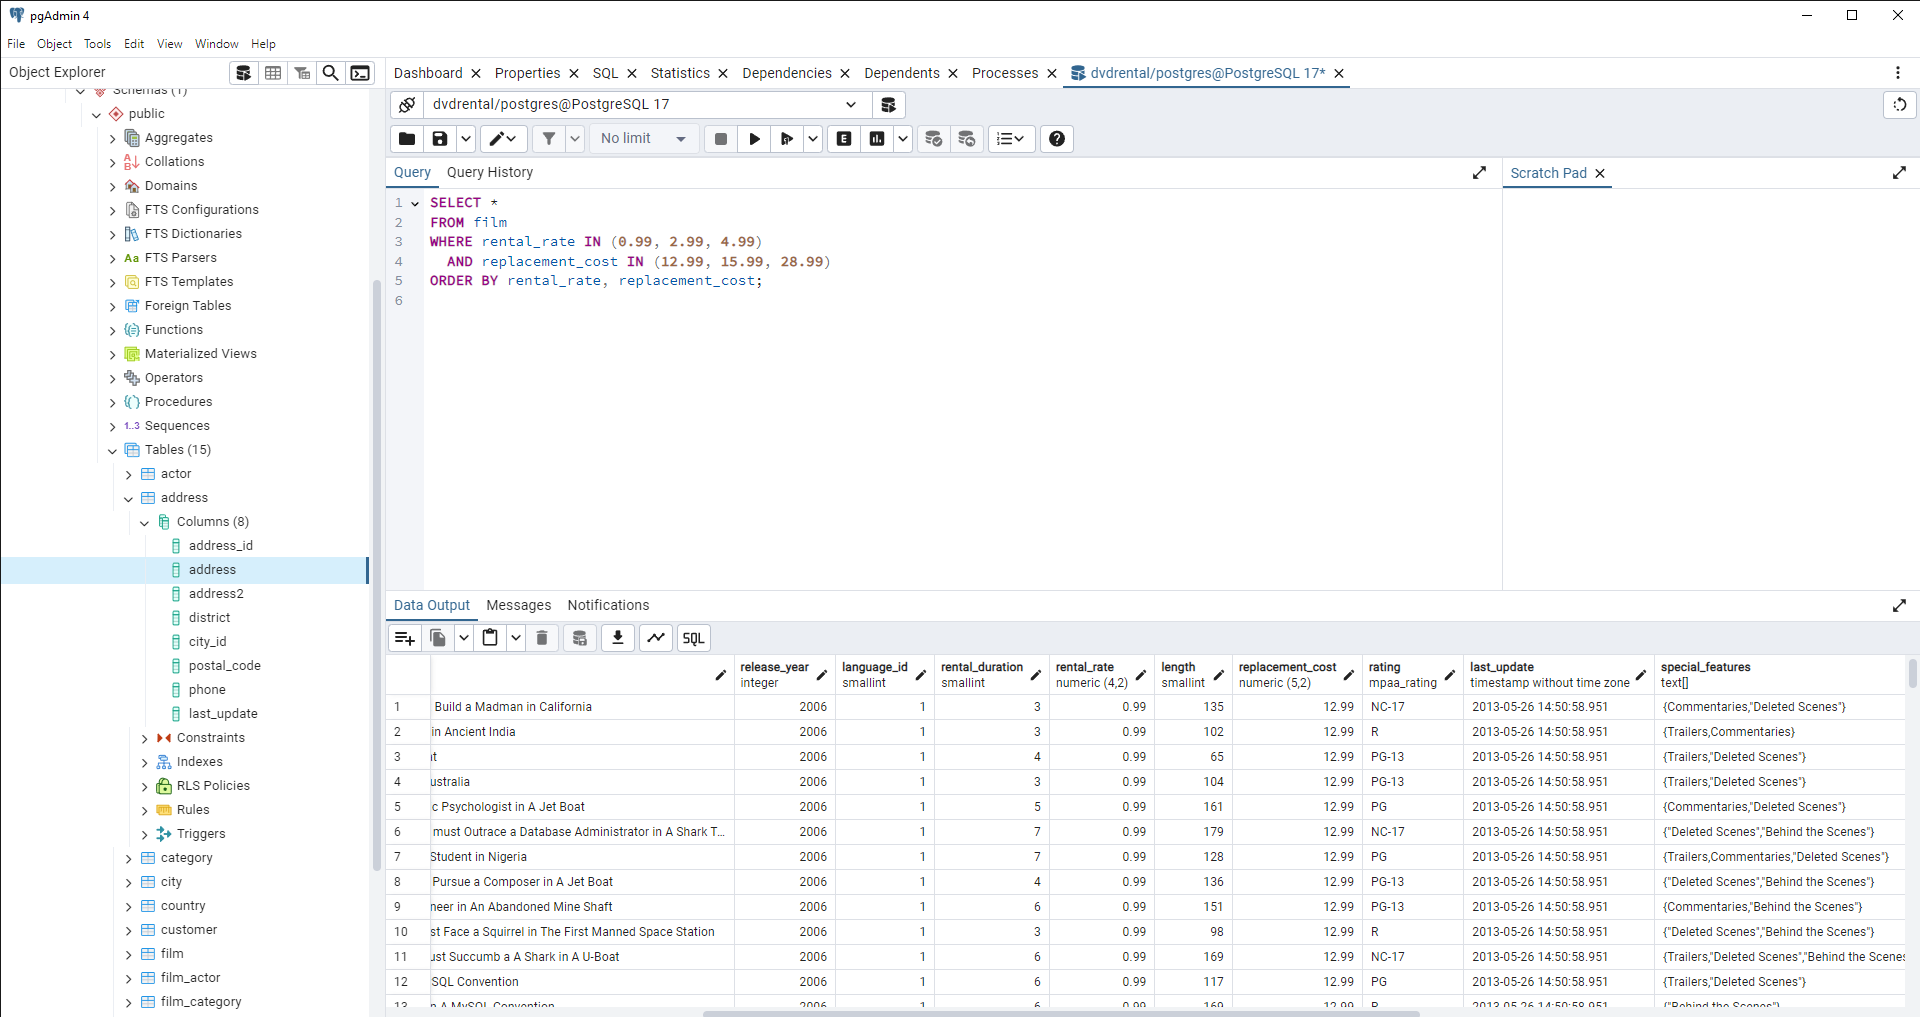 pgAdmin 4
File Object Tools Edit View Window Help
Object Explorer
Schemas (1)
public
Aggregates
Collations
Domains
FTS Configurations
FTS Dictionaries
FTS Parsers
FTS Templates
Foreign Tables
Functions
Materialized Views
Operators
Procedures
1..3 Sequences
Tables (15)
actor
address
Columns (8)
address_id
address
address2
district
city_id
postal_code
phone
last_update
Constraints
Indexes
RLS Policies
Rules
Triggers
category
city
country
customer
film
film_actor
film_category
Dashboard Properties SQL Statistics Dependencies Dependents Processes dvdrental/postgres@PostgreSQL 17*
dvdrental/postgres@PostgreSQL 17
No limit
Query Query History
Scratch Pad
1 SELECT *
2 FROM film
3 WHERE rental_rate IN (0.99, 2.99, 4.99)
4 AND replacement_cost IN (12.99, 15.99, 28.99)
5 ORDER BY rental_rate, replacement_cost;
6
Data Output Messages Notifications
SQL
release_year language_id rental_duration rental_rate length replacement_cost rating last_update special_features
integer smallint smallint numeric (4,2) smallint numeric (5,2) mpaa_rating timestamp without time zone text[]
1 Build a Madman in California 2006 1 3 0.99 135 12.99 NC-17 2013-05-26 14:50:58.951 {Commentaries,"Deleted Scenes"}
2 in Ancient India 2006 1 3 0.99 102 12.99 R 2013-05-26 14:50:58.951 {Trailers,Commentaries}
3 2006 1 4 0.99 65 12.99 PG-13 2013-05-26 14:50:58.951 {Trailers,"Deleted Scenes"}
4 ustralia 2006 1 3 0.99 104 12.99 PG-13 2013-05-26 14:50:58.951 {Trailers,"Deleted Scenes"}
5 c Psychologist in A Jet Boat 2006 1 5 0.99 161 12.99 PG 2013-05-26 14:50:58.951 {Commentaries,"Deleted Scenes"}
6 must Outrace a Database Administrator in A Shark T... 2006 1 7 0.99 179 12.99 NC-17 2013-05-26 14:50:58.951 {"Deleted Scenes","Behind the Scenes"}
7 Student in Nigeria 2006 1 7 0.99 128 12.99 PG 2013-05-26 14:50:58.951 {Trailers,Commentaries,"Deleted Scenes"}
8 Pursue a Composer in A Jet Boat 2006 1 4 0.99 136 12.99 PG-13 2013-05-26 14:50:58.951 {"Deleted Scenes","Behind the Scenes"}
9 neer in An Abandoned Mine Shaft 2006 1 6 0.99 151 12.99 PG-13 2013-05-26 14:50:58.951 {Commentaries,"Behind the Scenes"}
10 st Face a Squirrel in The First Manned Space Station 2006 1 3 0.99 98 12.99 R 2013-05-26 14:50:58.951 {"Deleted Scenes","Behind the Scenes"}
11 ust Succumb a A Shark in A U-Boat 2006 1 6 0.99 169 12.99 NC-17 2013-05-26 14:50:58.951 {Trailers,"Deleted Scenes","Behind the Scenes
12 SQL Convention 2006 1 6 0.99 117 12.99 PG 2013-05-26 14:50:58.951 {Trailers,"Deleted Scenes"}
13 A MySQL Convention 2006 1 6 0.99 169 12.99 R 2013-05-26 14:50:58.951 {"Behind the Scenes"}